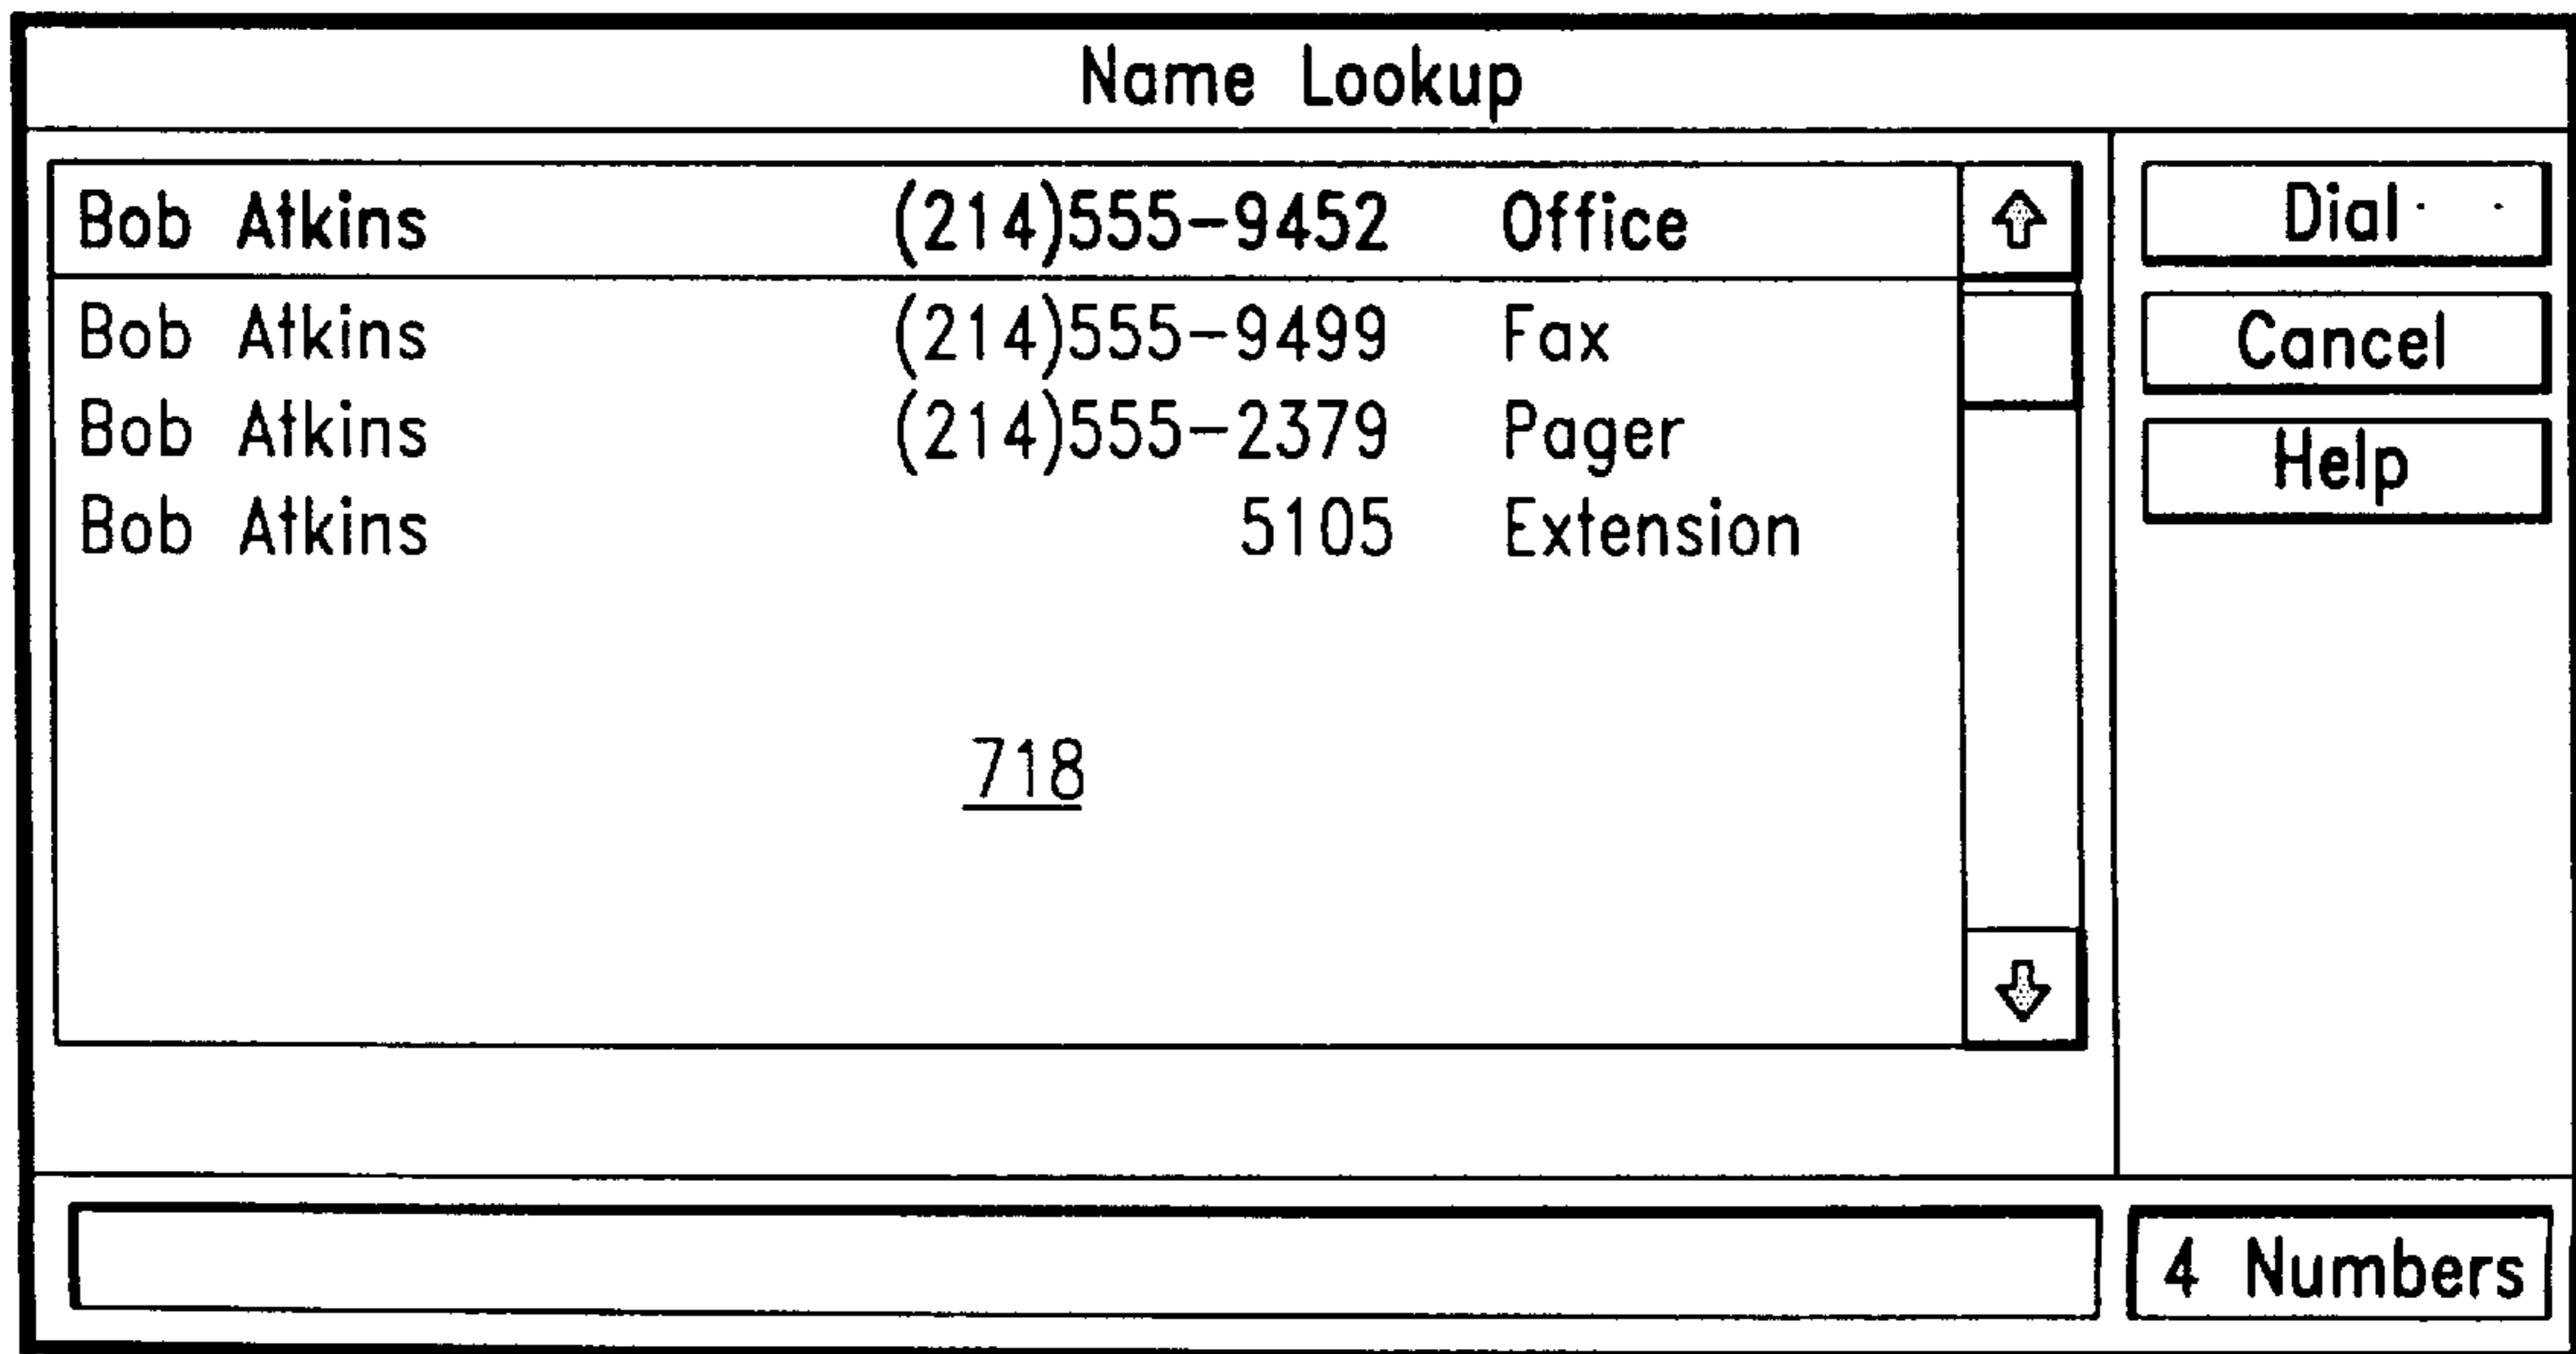 Name Lookup
Bob Atkins (214)555-9452 Office
Bob Atkins (214)555-9499 Fax
Bob Atkins (214)555-2379 Pager
Bob Atkins 5105 Extension
718
Dial
Cancel
Help
4 Numbers